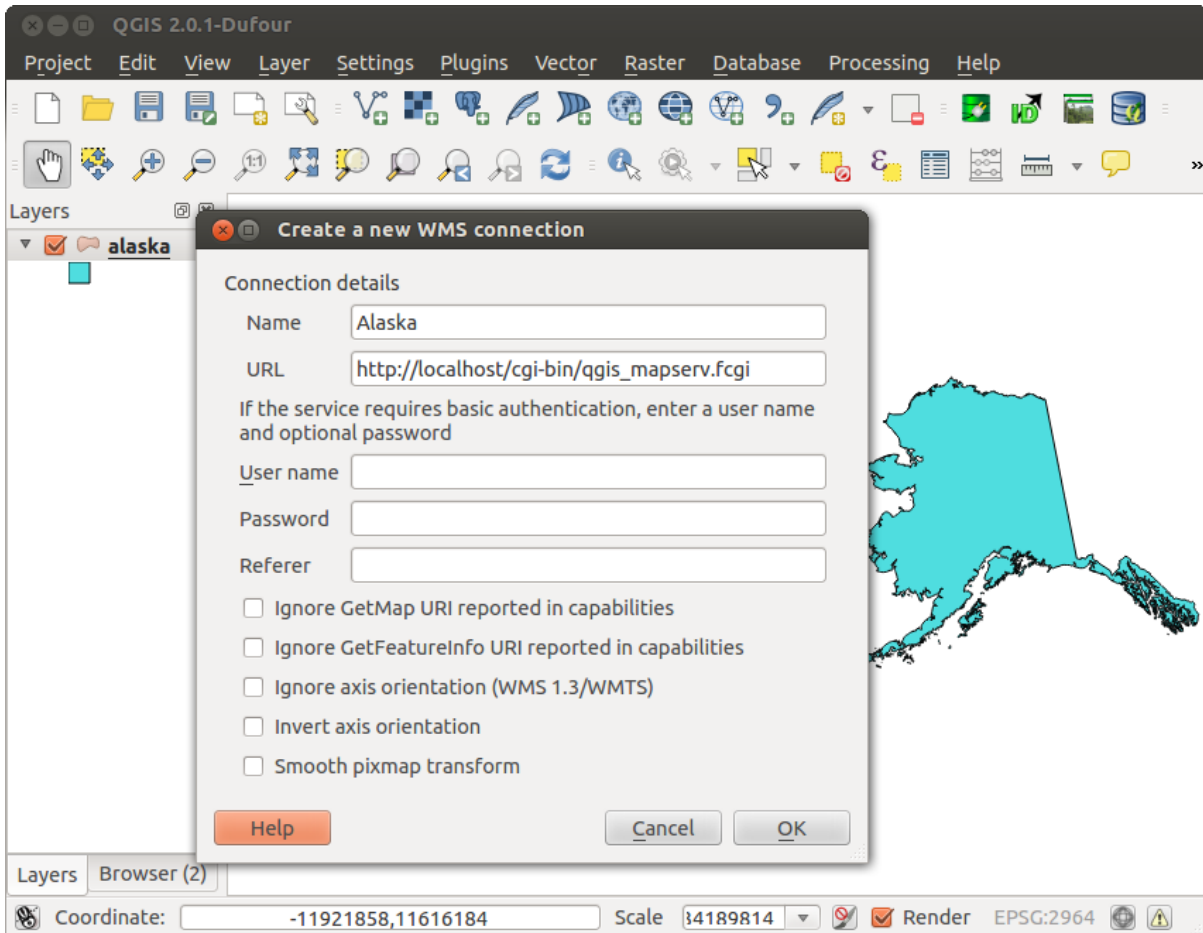 QGIS 2.0.1-Dufour
Project Edit View Layer Settings Plugins Vector Raster Database Processing Help
1:1
Layers
alaska
Create a new WMS connection
Connection details
Name Alaska
URL http://localhost/cgi-bin/qgis_mapserv.fcgi
If the service requires basic authentication, enter a user name
and optional password
User name
Password
Referer
Ignore GetMap URI reported in capabilities
Ignore GetFeatureInfo URI reported in capabilities
Ignore axis orientation (WMS 1.3/WMTS)
Invert axis orientation
Smooth pixmap transform
Help Cancel OK
Layers Browser (2)
Coordinate: -11921858,11616184 Scale 34189814 Render EPSG:2964